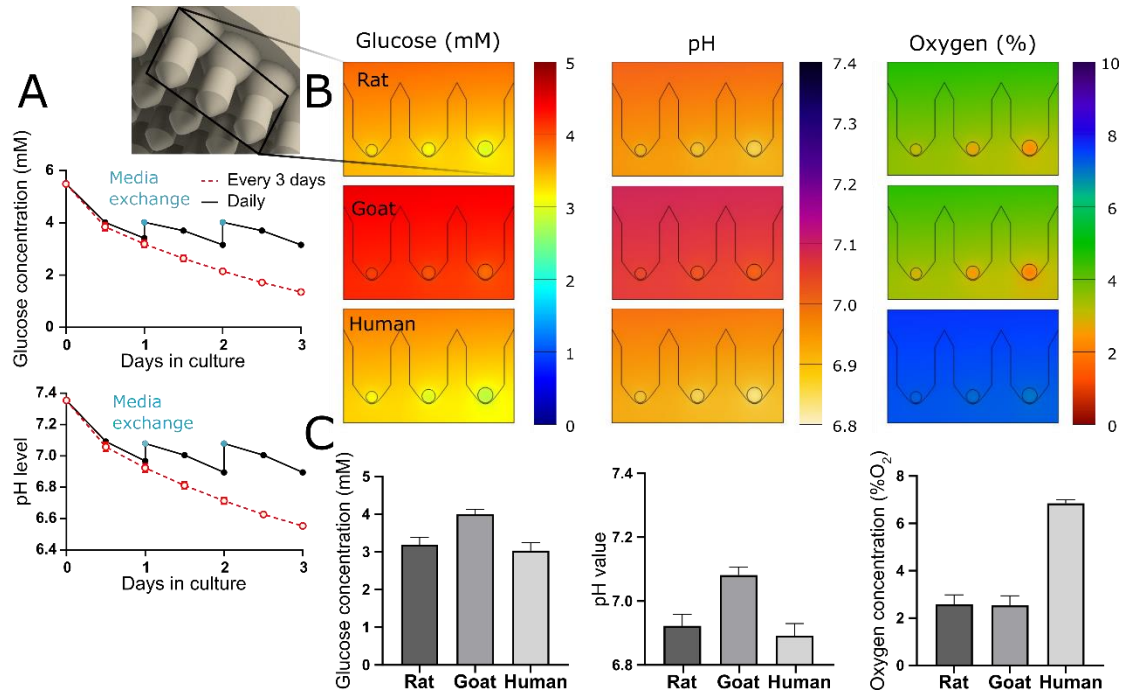 A
Glucose concentration (mM)
6
4
2
0
Media
exchange
Every 3 days
Daily
0 1 2 3
Days in culture
pH level
7.4
7.2
7.0
6.8
6.6
6.4
Media
exchange
0 1 2 3
Days in culture
B
Glucose (mM)
pH
Oxygen (%)
Rat
Goat
Human
5
4
3
2
1
0
7.4
7.3
7.2
7.1
7.0
6.9
6.8
10
8
6
4
2
0
C
Glucose concentration (mM)
5
4
3
2
1
0
Rat Goat Human
pH value
7.4
7.2
7.0
6.8
Rat Goat Human
Oxygen concentration (%O2)
8
6
4
2
0
Rat Goat Human